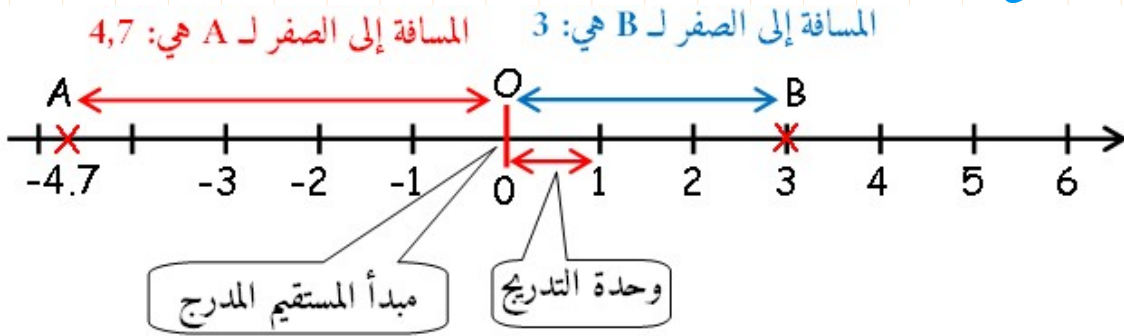 المسافة إلى الصفر لـ B هي: 3
المسافة إلى الصفر لـ A هي: 4,7
A O B
-4.7 -3 -2 -1 0 1 2 3 4 5 6
مبدأ المستقيم المدرج
وحدة التدريج